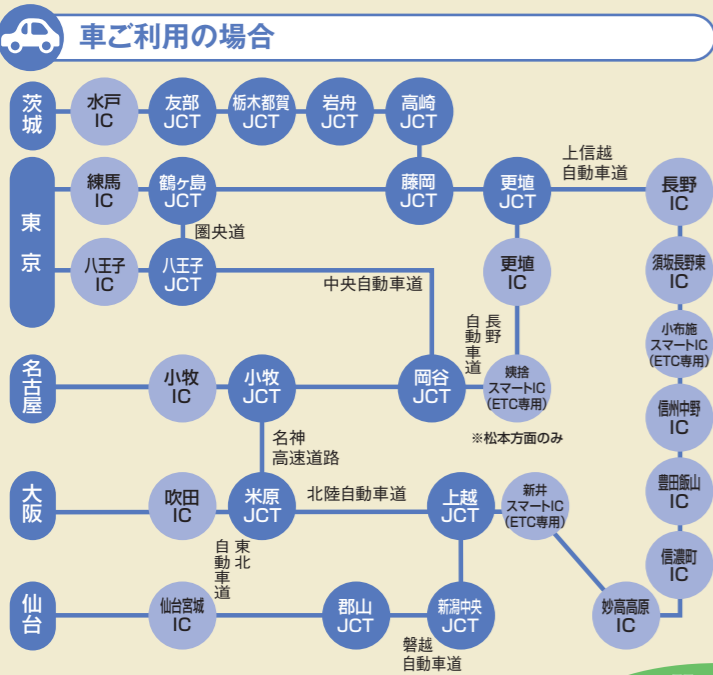 車ご利用の場合
茨城
水戸
IC
友部
JCT
栃木都賀
JCT
岩舟
JCT
高崎
JCT
上信越
自動車道
東京
練馬
IC
鶴ヶ島
JCT
藤岡
JCT
更埴
JCT
長野
IC
圏央道
八王子
IC
八王子
JCT
中央自動車道
更埴
IC
須坂長野東
IC
長野
自動車道
小布施
スマートIC
(ETC専用)
名古屋
小牧
IC
小牧
JCT
岡谷
JCT
姨捨
スマートIC
(ETC専用)
※松本方面のみ
信州中野
IC
名神
高速道路
大阪
吹田
IC
米原
JCT
北陸自動車道
上越
JCT
新井
スマートIC
(ETC専用)
豊田飯山
IC
東北
自動車道
信濃町
IC
仙台
仙台宮城
IC
郡山
JCT
新潟中央
JCT
妙高高原
IC
磐越
自動車道